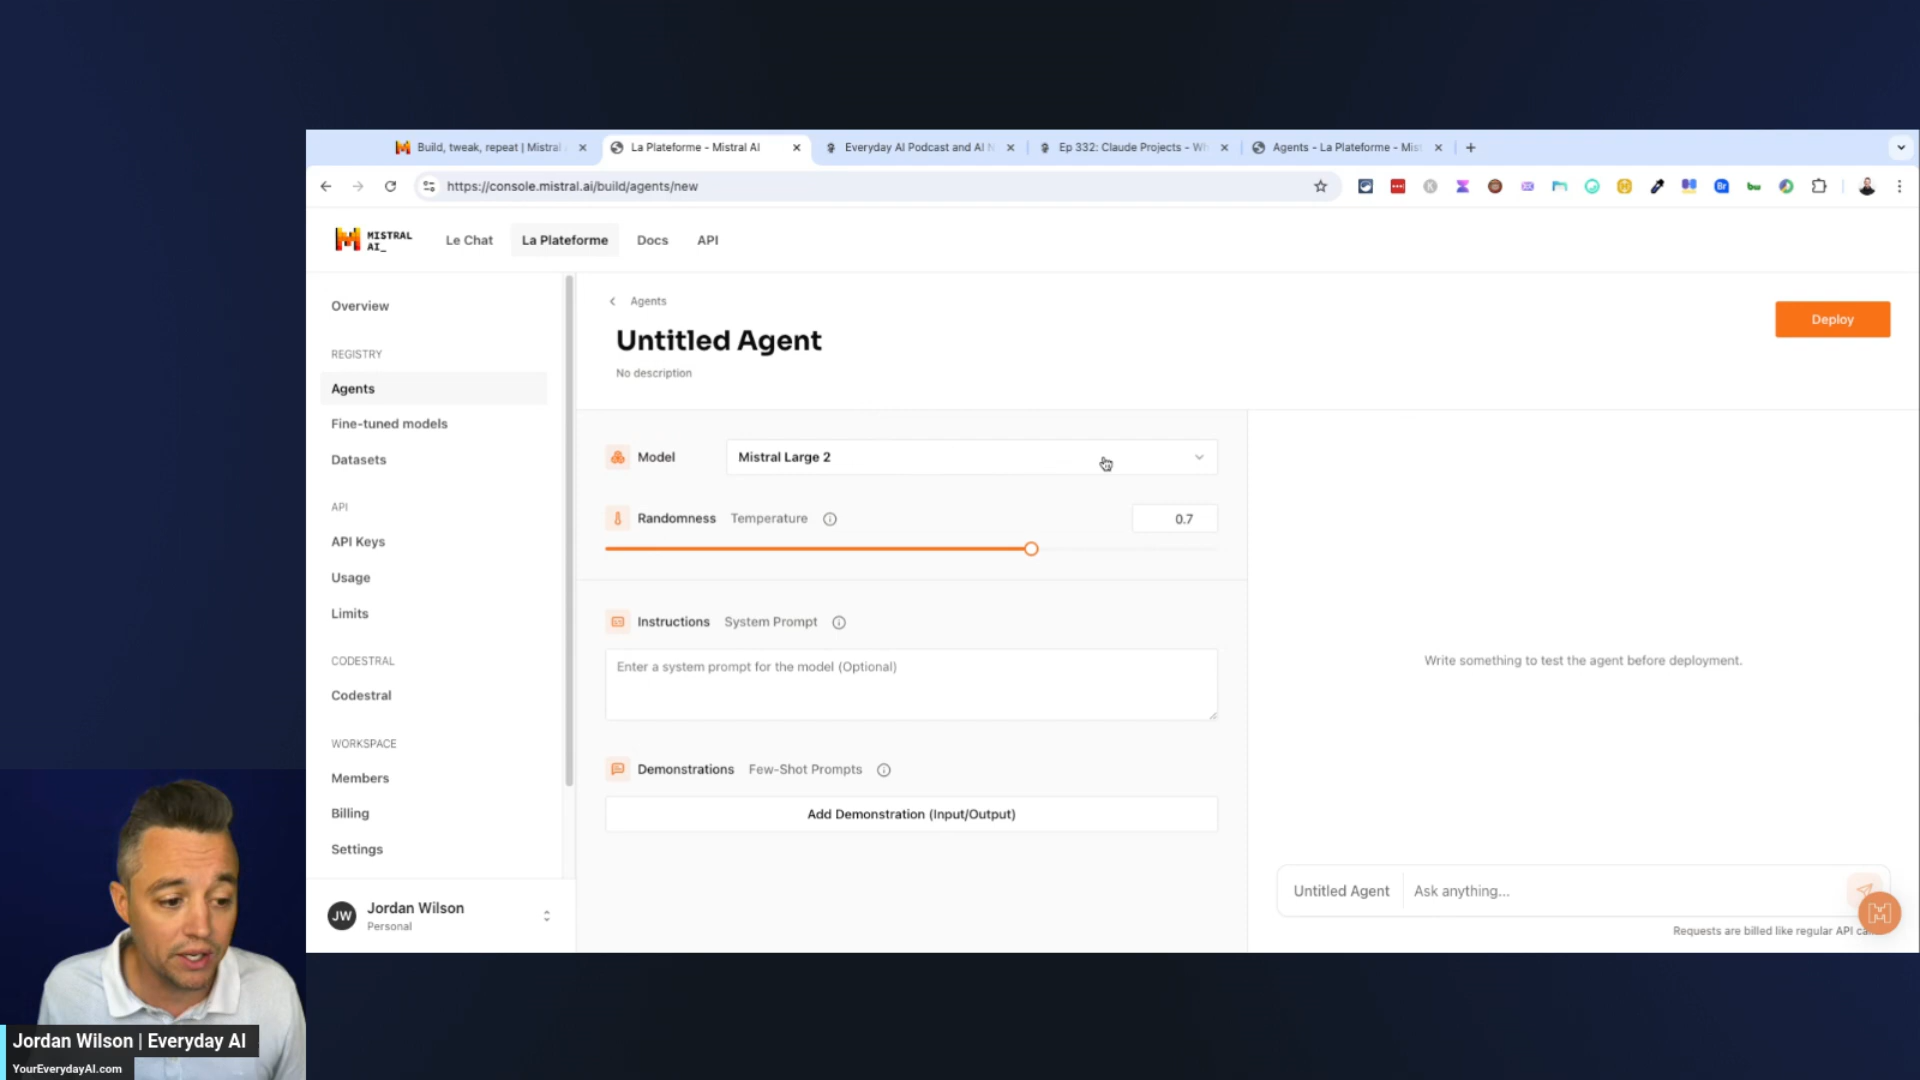 Build, tweak, repeat | Mistral
La Plateforme - Mistral AI
Everyday AI Podcast and AI N
Ep 332: Claude Projects - Wh
Agents - La Plateforme - Mist
https://console.mistral.ai/build/agents/new
MISTRAL AI_
Le Chat
La Plateforme
Docs
API
Overview
REGISTRY
Agents
Fine-tuned models
Datasets
API
API Keys
Usage
Limits
CODESTRAL
Codestral
WORKSPACE
Members
Billing
Settings
JW
Jordan Wilson
Personal
Agents
Untitled Agent
No description
Deploy
Model
Mistral Large 2
Randomness Temperature
0.7
Instructions System Prompt
Enter a system prompt for the model (Optional)
Demonstrations Few-Shot Prompts
Add Demonstration (Input/Output)
Write something to test the agent before deployment.
Untitled Agent
Ask anything...
Requests are billed like regular API
Jordan Wilson | Everyday AI
YourEverydayAI.com